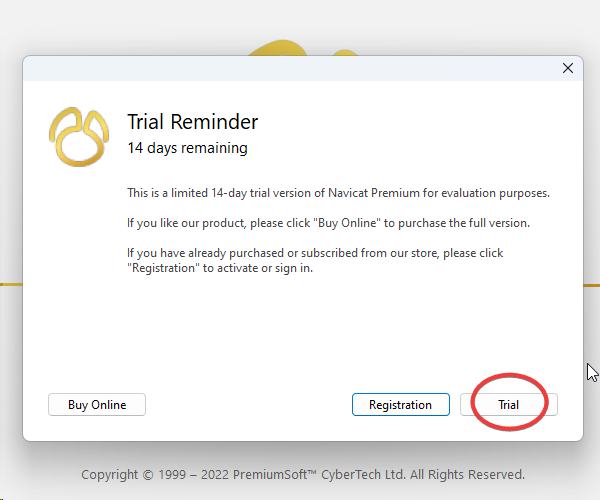 Trial Reminder
14 days remaining
This is a limited 14-day trial version of Navicat Premium for evaluation purposes.
If you like our product, please click "Buy Online" to purchase the full version.
If you have already purchased or subscribed from our store, please click
"Registration" to activate or sign in.
Buy Online
Registration
Trial
Copyright © 1999 – 2022 PremiumSoft™ CyberTech Ltd. All Rights Reserved.